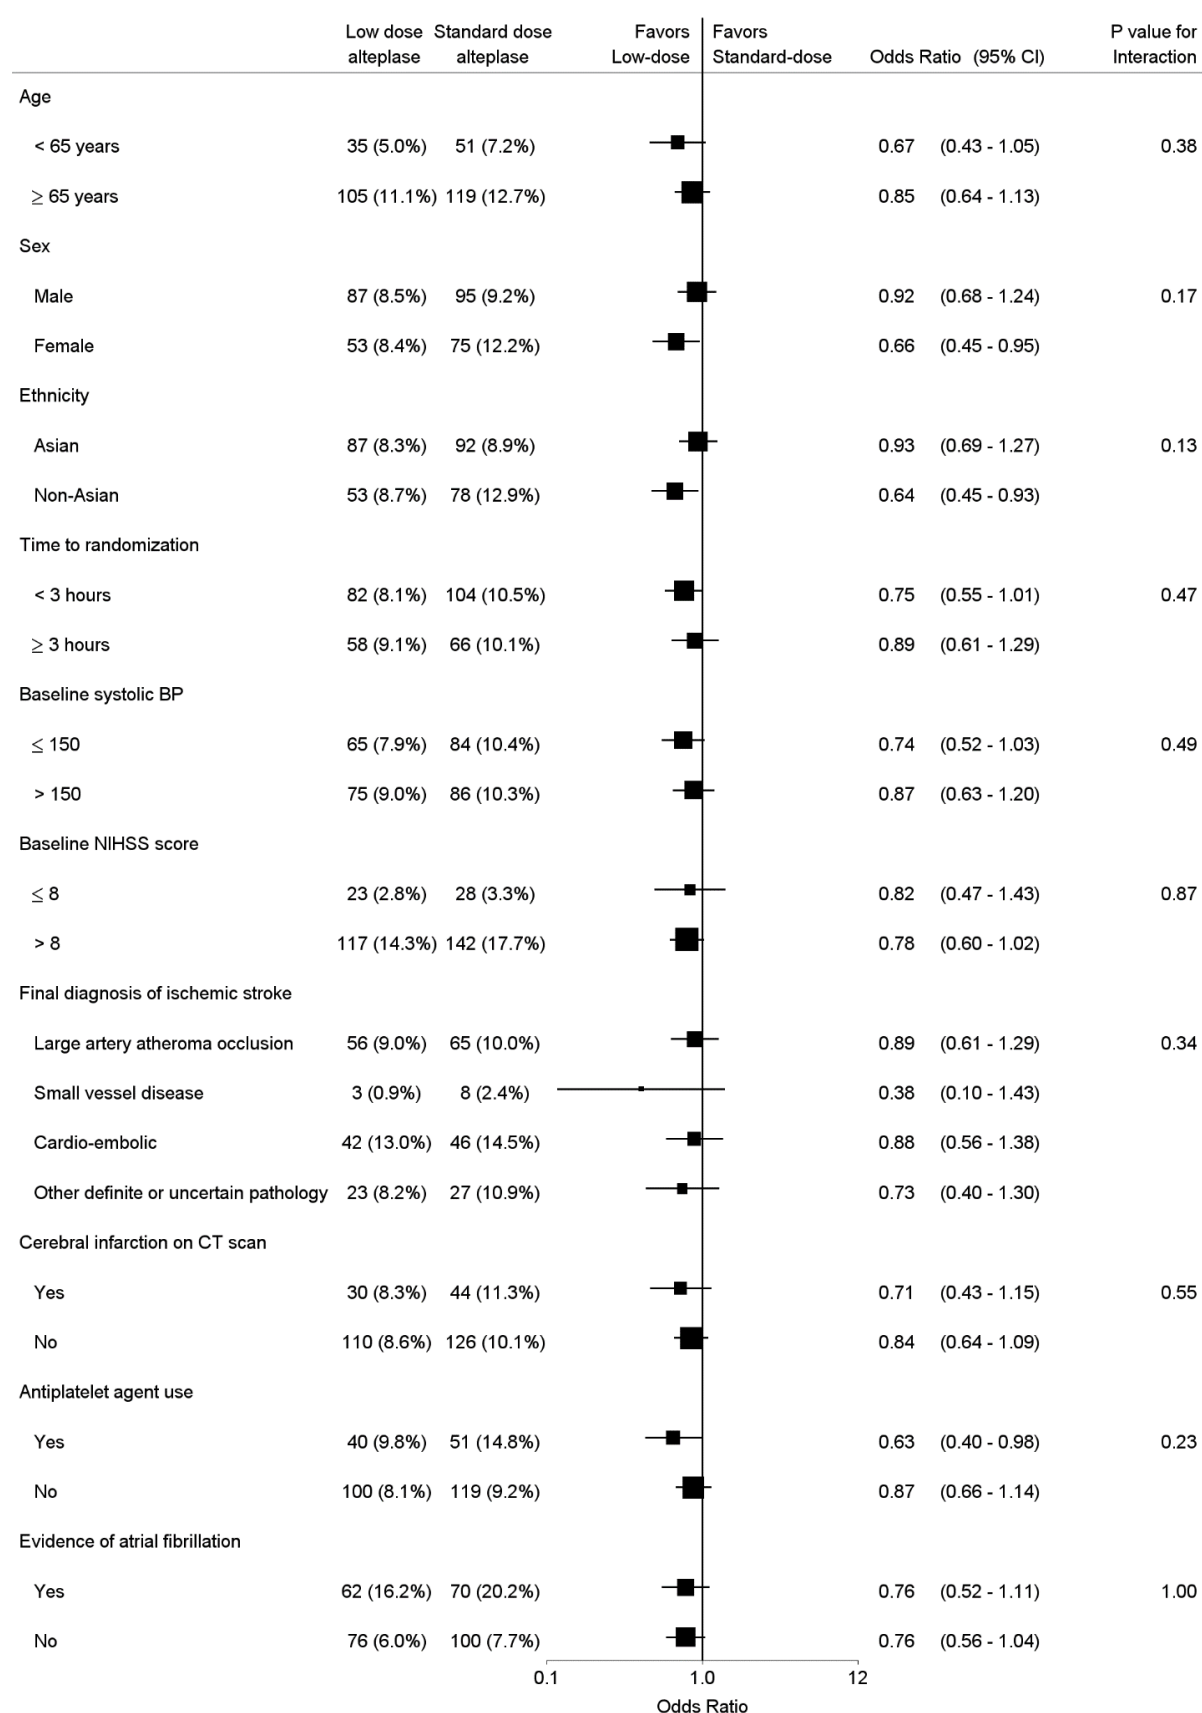 Low dose alteplase Standard dose alteplase Favors Low-dose Favors Standard-dose Odds Ratio (95% CI) P value for Interaction
Age
< 65 years 35 (5.0%) 51 (7.2%) 0.67 (0.43 - 1.05) 0.38
≥ 65 years 105 (11.1%) 119 (12.7%) 0.85 (0.64 - 1.13)
Sex
Male 87 (8.5%) 95 (9.2%) 0.92 (0.68 - 1.24) 0.17
Female 53 (8.4%) 75 (12.2%) 0.66 (0.45 - 0.95)
Ethnicity
Asian 87 (8.3%) 92 (8.9%) 0.93 (0.69 - 1.27) 0.13
Non-Asian 53 (8.7%) 78 (12.9%) 0.64 (0.45 - 0.93)
Time to randomization
< 3 hours 82 (8.1%) 104 (10.5%) 0.75 (0.55 - 1.01) 0.47
≥ 3 hours 58 (9.1%) 66 (10.1%) 0.89 (0.61 - 1.29)
Baseline systolic BP
≤ 150 65 (7.9%) 84 (10.4%) 0.74 (0.52 - 1.03) 0.49
> 150 75 (9.0%) 86 (10.3%) 0.87 (0.63 - 1.20)
Baseline NIHSS score
≤ 8 23 (2.8%) 28 (3.3%) 0.82 (0.47 - 1.43) 0.87
> 8 117 (14.3%) 142 (17.7%) 0.78 (0.60 - 1.02)
Final diagnosis of ischemic stroke
Large artery atheroma occlusion 56 (9.0%) 65 (10.0%) 0.89 (0.61 - 1.29) 0.34
Small vessel disease 3 (0.9%) 8 (2.4%) 0.38 (0.10 - 1.43)
Cardio-embolic 42 (13.0%) 46 (14.5%) 0.88 (0.56 - 1.38)
Other definite or uncertain pathology 23 (8.2%) 27 (10.9%) 0.73 (0.40 - 1.30)
Cerebral infarction on CT scan
Yes 30 (8.3%) 44 (11.3%) 0.71 (0.43 - 1.15) 0.55
No 110 (8.6%) 126 (10.1%) 0.84 (0.64 - 1.09)
Antiplatelet agent use
Yes 40 (9.8%) 51 (14.8%) 0.63 (0.40 - 0.98) 0.23
No 100 (8.1%) 119 (9.2%) 0.87 (0.66 - 1.14)
Evidence of atrial fibrillation
Yes 62 (16.2%) 70 (20.2%) 0.76 (0.52 - 1.11) 1.00
No 76 (6.0%) 100 (7.7%) 0.76 (0.56 - 1.04)
0.1 1.0 12
Odds Ratio